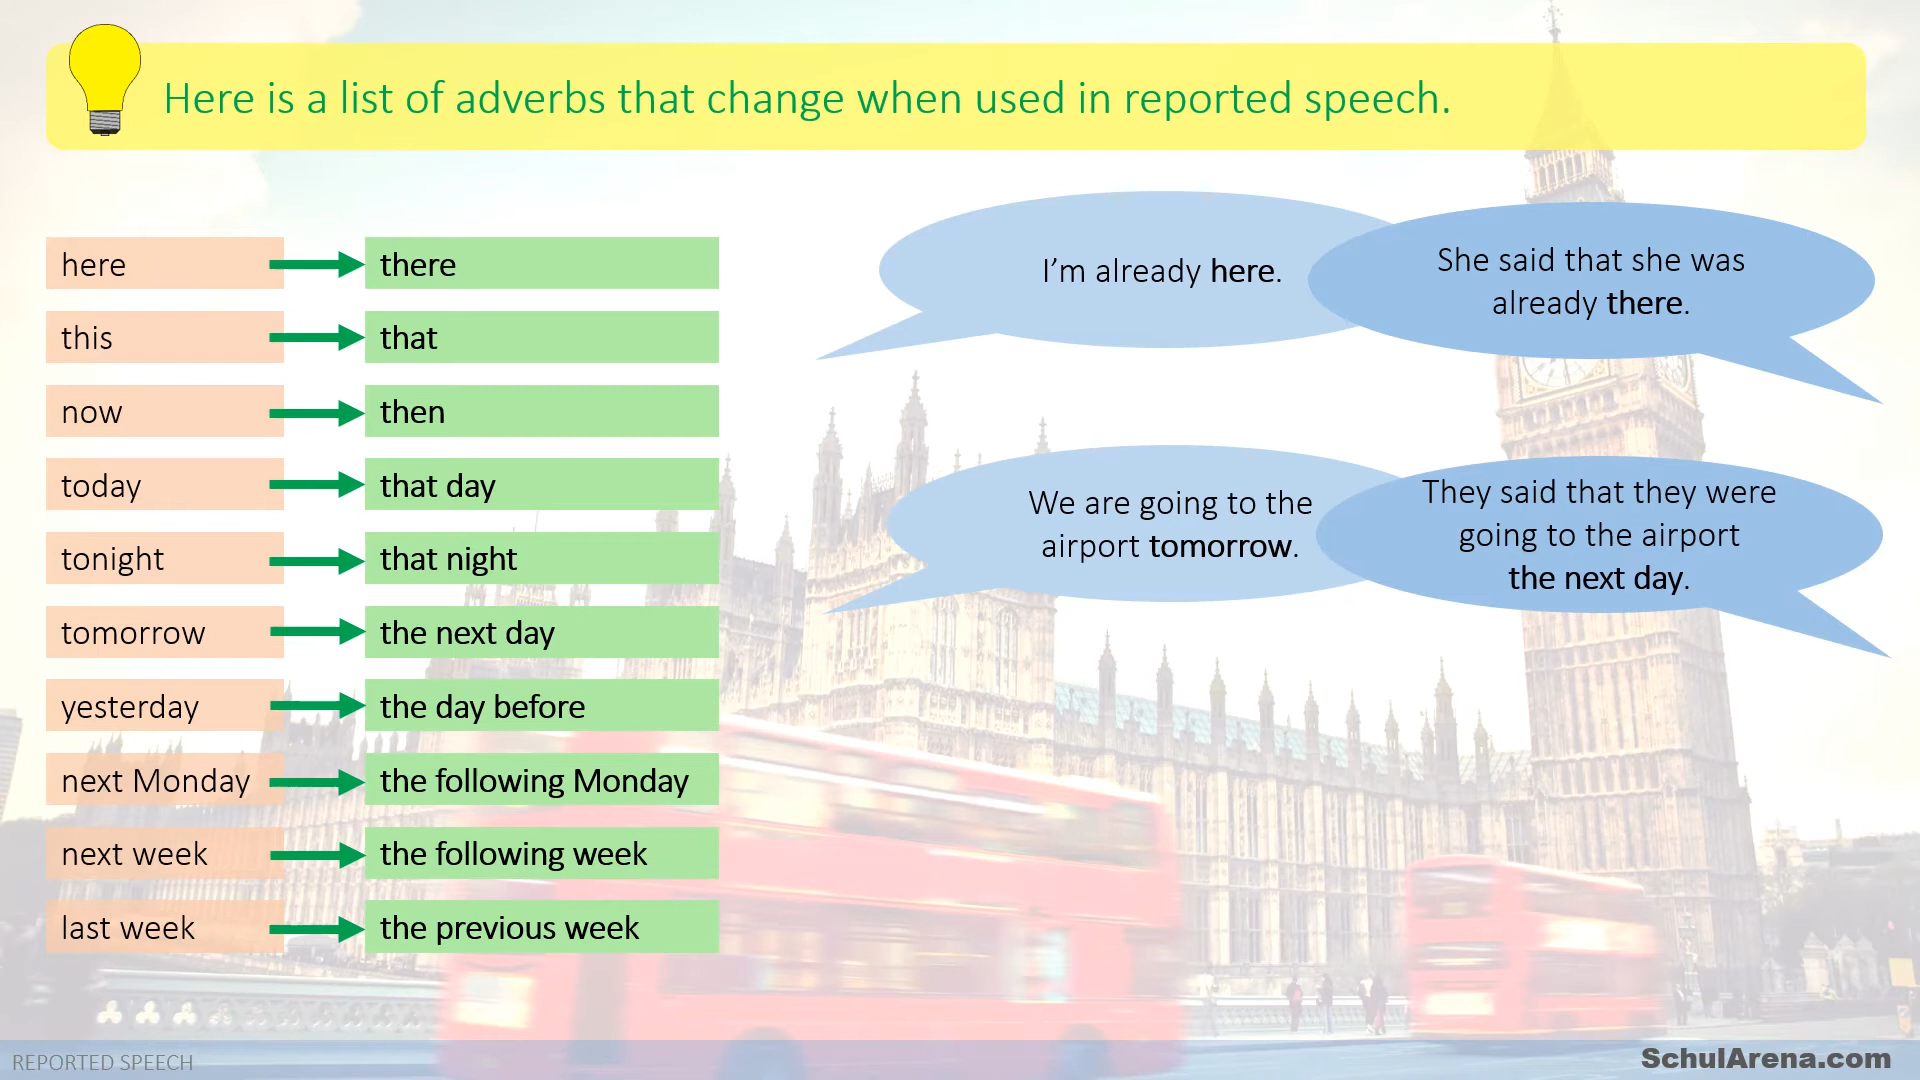 Here is a list of adverbs that change when used in reported speech.
here
there
this
that
now
then
today
that day
tonight
that night
tomorrow
the next day
yesterday
the day before
next Monday
the following Monday
next week
the following week
last week
the previous week
I'm already here.
She said that she was
already there.
We are going to the
airport tomorrow.
They said that they were
going to the airport
the next day.
REPORTED SPEECH
SchulArena.com